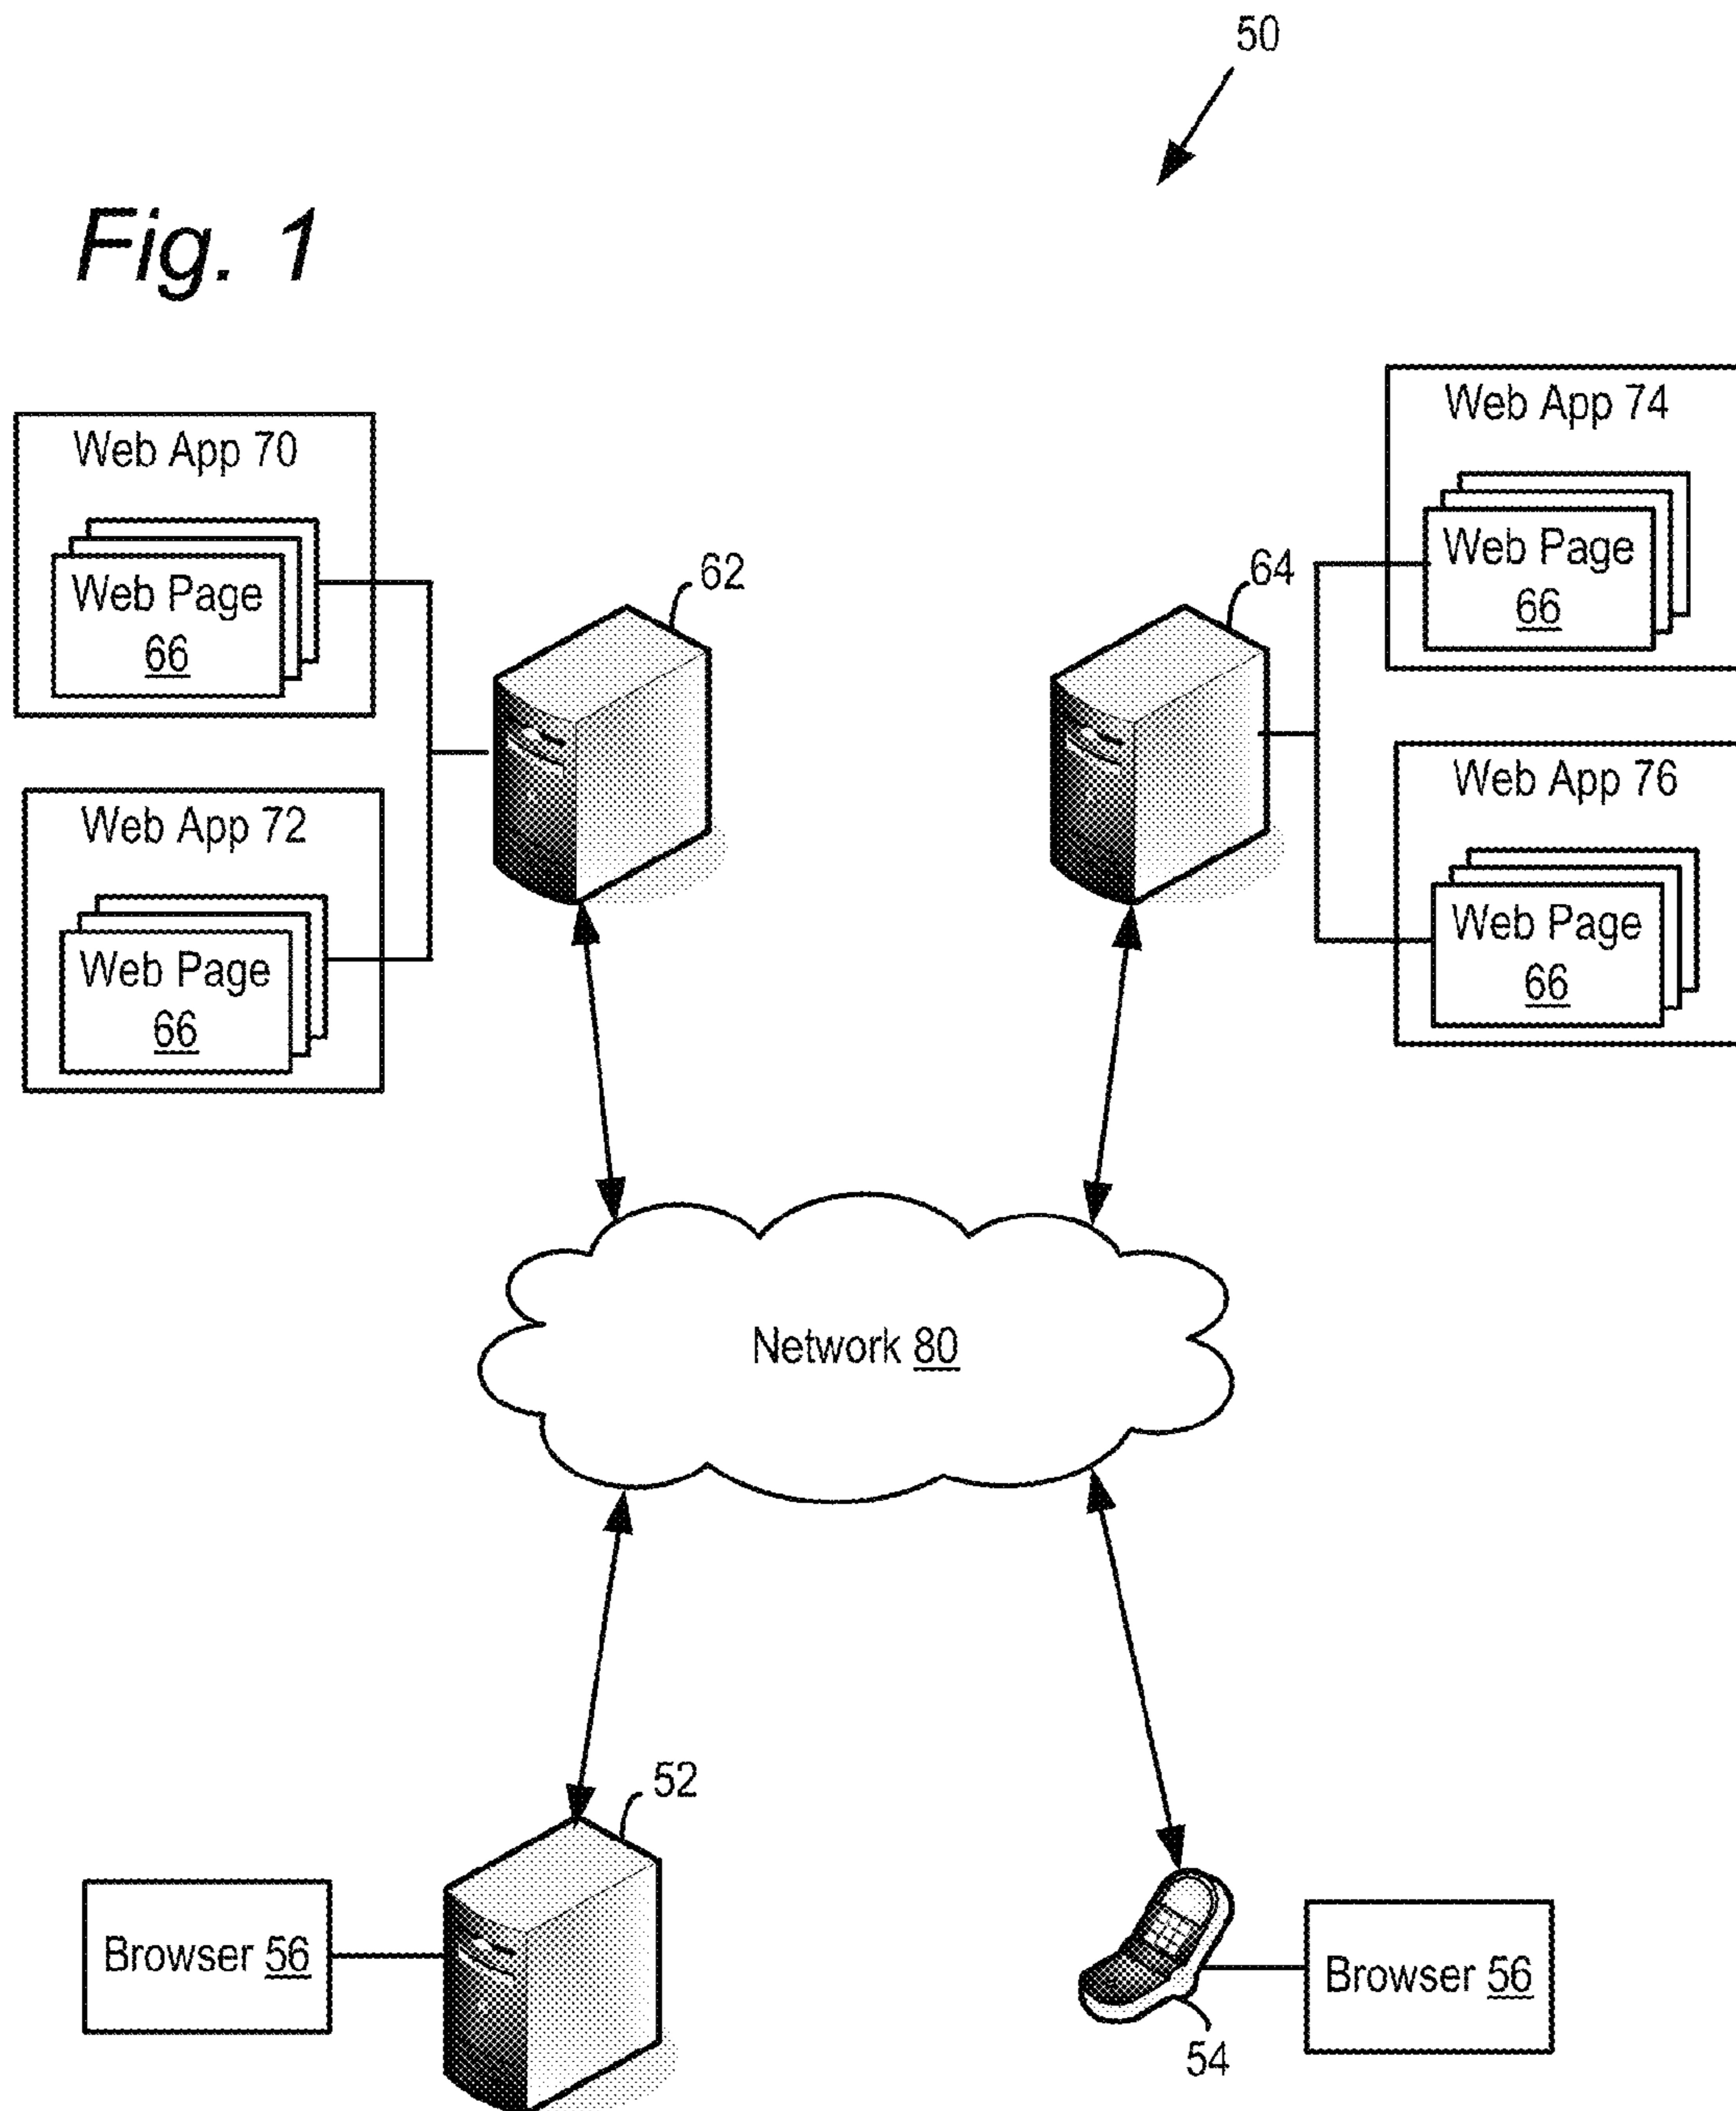 50
Fig. 1
Web App 70
Web Page
66
Web App 72
Web Page
66
62
64
Web App 74
Web Page
66
Web App 76
Web Page
66
Network 80
52
Browser 56
54
Browser 56